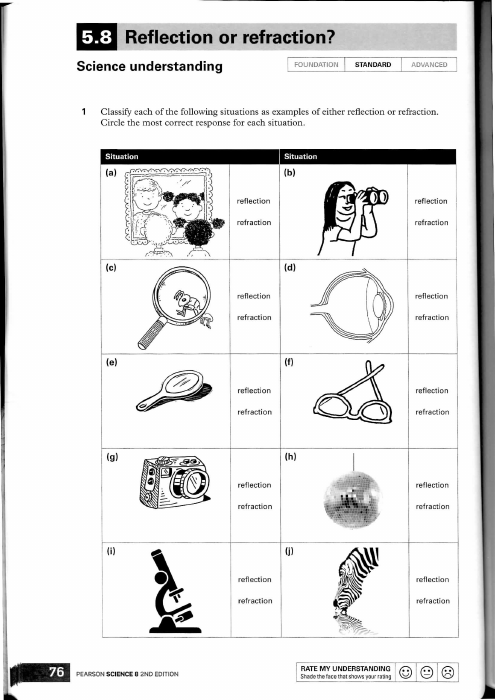 5.8 Reflection or refraction?
Science understanding
FOUNDATION STANDARD ADVANCED
1 Classify each of the following situations as examples of either reflection or refraction.
Circle the most correct response for each situation.
Situation Situation
(a) (b)
reflection reflection
refraction refraction
(c) (d)
reflection reflection
refraction refraction
(e) (f)
reflection reflection
refraction refraction
(g) (h)
reflection reflection
refraction refraction
(i) (j)
reflection reflection
refraction refraction
76 PEARSON SCIENCE 8 2ND EDITION
RATE MY UNDERSTANDING
Shade the face that shows your rating